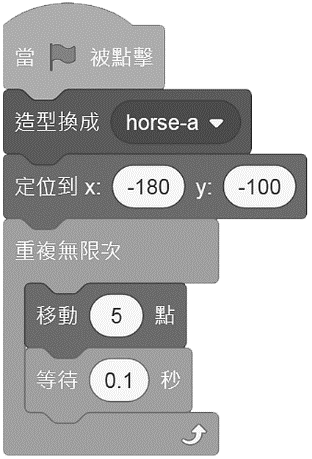 當 被點擊
造型換成 horse-a
定位到 x: -180 y: -100
重複無限次
移動 5 點
等待 0.1 秒